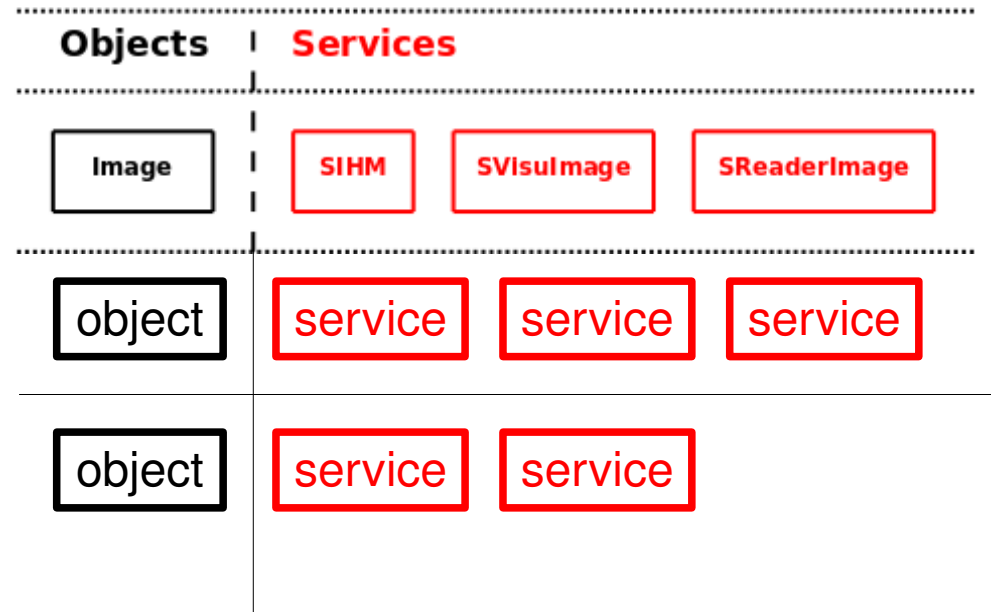 Objects Services
Image SIHM SVisuImage SReaderImage
object service service service
object service service